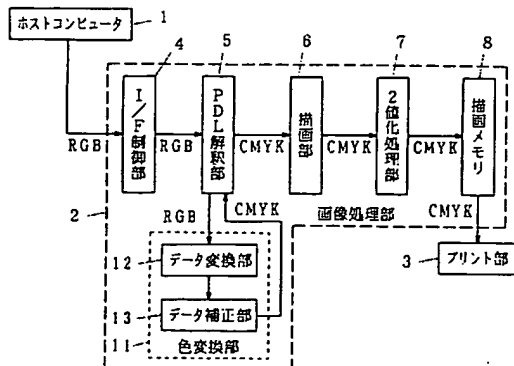 ホストコンピュータ
1
4
5
6
7
8
I/F制御部
PDL解釈部
描画部
2値化処理部
描画メモリ
RGB
RGB
CMYK
CMYK
CMYK
2
RGB
CMYK
画像処理部
CMYK
12
データ変換部
3
プリント部
13
データ補正部
11
色変換部